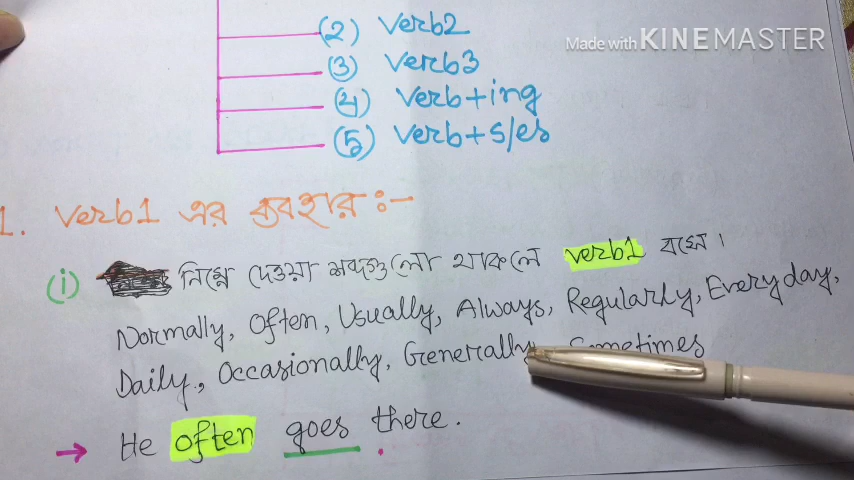 (2) Verb2
Made with KINEMASTER
(3) Verb3
(4) Verb+ing
(5) Verb+s/es
1. Verb1 এর ব্যবহার :-
(i) নিম্নে দেওয়া শব্দগুলো থাকলে verb1 বসে।
Normally, Often, Usually, Always, Regularly, Everyday,
Daily, Occasionally, Generally, Sometimes
→ He often goes there.